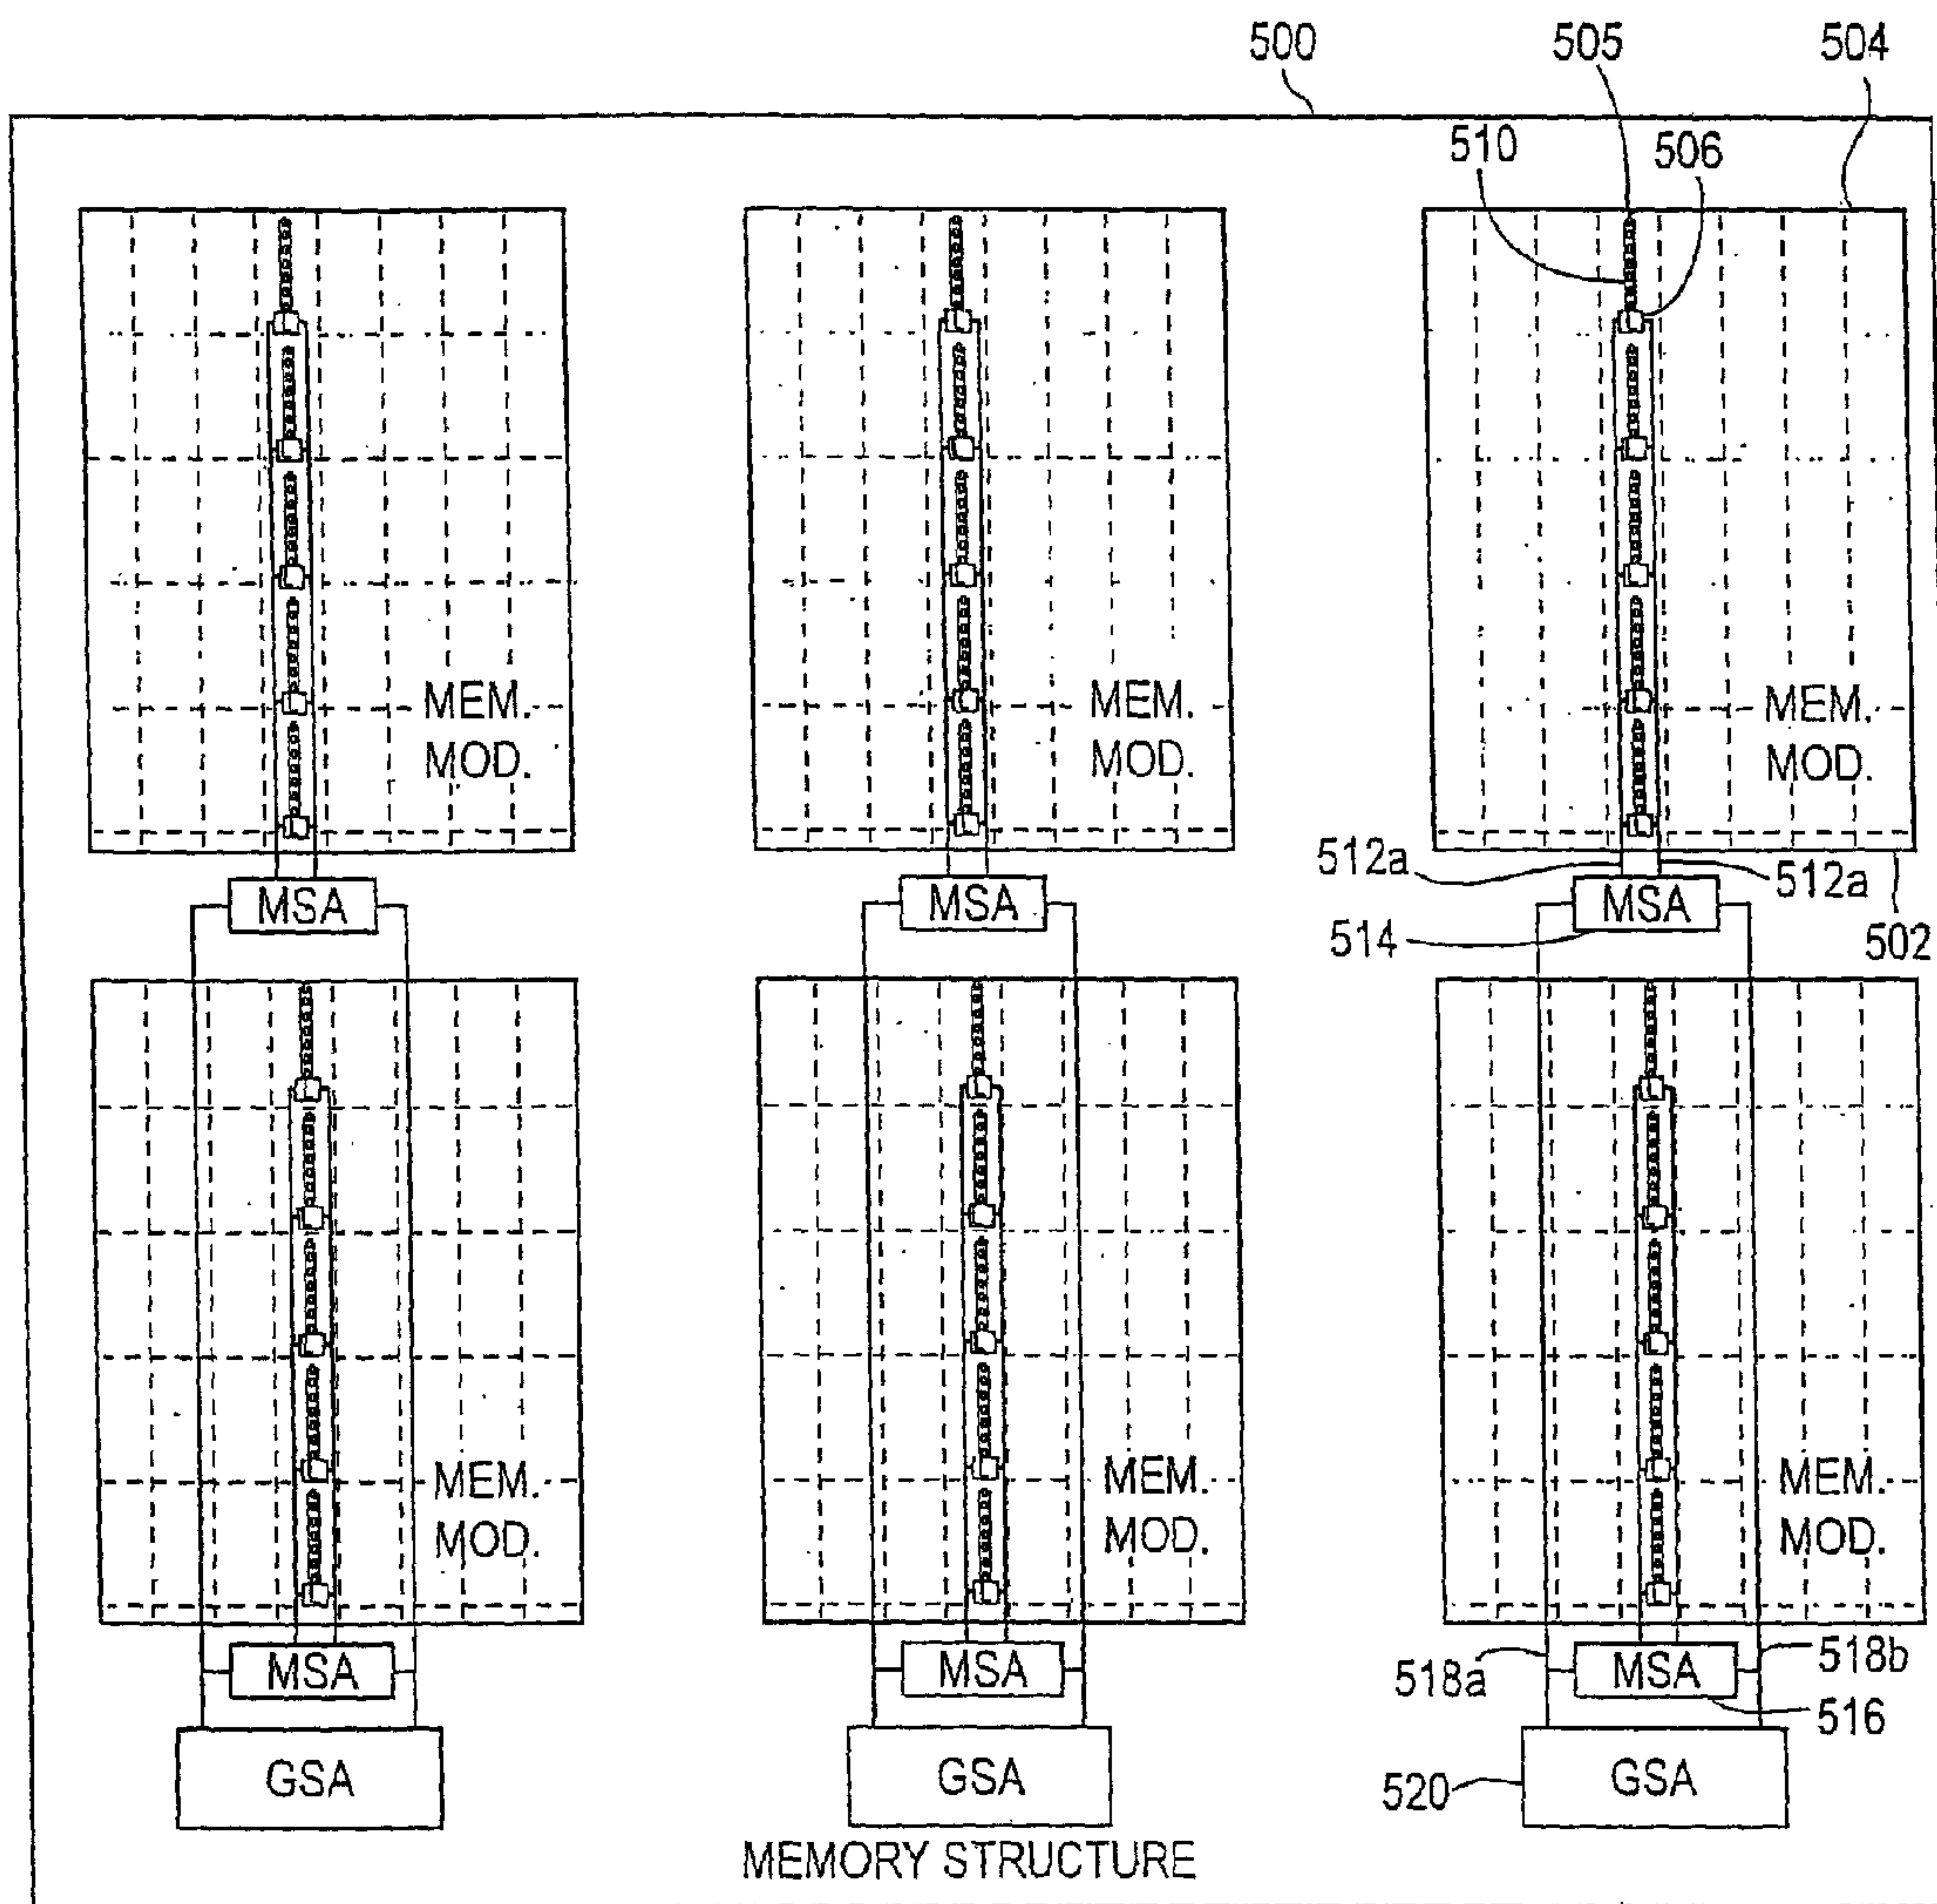 500
505
504
510
506
MEM.
MOD.
MEM.
MOD.
MEM.
MOD.
512a
512a
MSA
MSA
MSA
514
502
MEM.
MOD.
MEM.
MOD.
MEM.
MOD.
518a
518b
MSA
MSA
MSA
516
GSA
GSA
520
GSA
MEMORY STRUCTURE